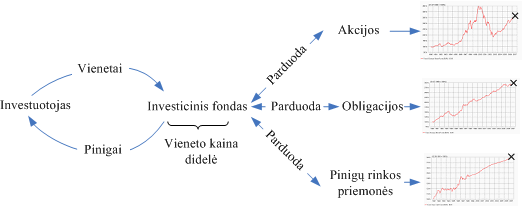 Akcijos
Parduoda
Vienetai
Investuotojas
Investicinis fondas
Parduoda
Obligacijos
Pinigai
Vieneto kaina
didelė
Parduoda
Pinigų rinkos
priemonės